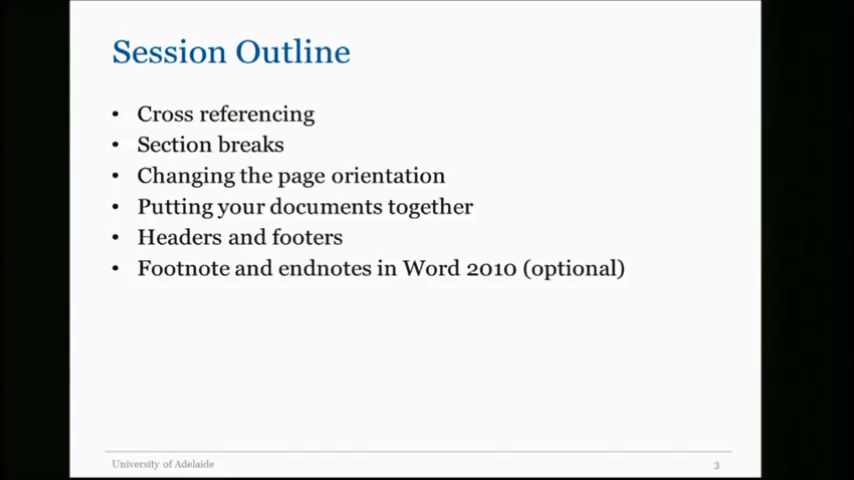 Session Outline
• Cross referencing
• Section breaks
• Changing the page orientation
• Putting your documents together
• Headers and footers
• Footnote and endnotes in Word 2010 (optional)
University of Adelaide
3